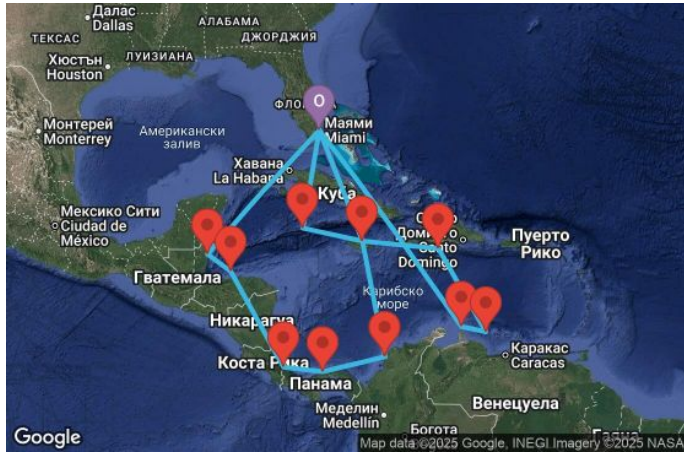 Далас
Dallas
АЛАБАМА
ТЕКСАС
ДЖОРДЖИЯ
ЛУИЗИАНА
Хюстън
Houston
O
Маями
Miami
Монтерей
Monterrey
Американски
залив
Хавана
La Habana
Куба
Мексико Сити
Ciudad de
México
Санто
Доминго
Santo
Domingo
Пуерто
Рико
Гватемала
Карибско
море
Никарагуа
Коста Рика
Панама
Каракас
Caracas
Меделин
Medellín
Венецуела
Богота
Google
Map data ©2025 Google, INEGI Imagery ©2025 NASA